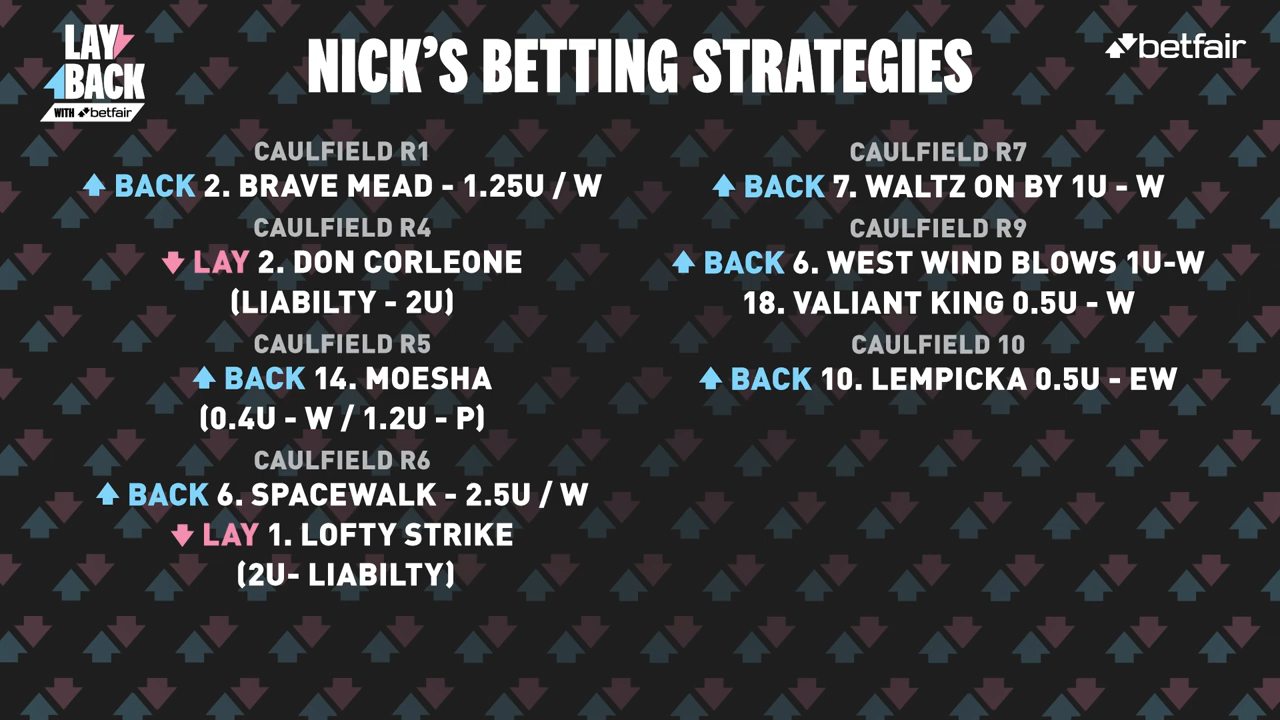 LAY
BACK
WITH betfair
NICK'S BETTING STRATEGIES
betfair
CAULFIELD R1
BACK 2. BRAVE MEAD - 1.25U / W
CAULFIELD R4
LAY 2. DON CORLEONE
(LIABILTY - 2U)
CAULFIELD R5
BACK 14. MOESHA
(0.4U - W / 1.2U - P)
CAULFIELD R6
BACK 6. SPACEWALK - 2.5U / W
LAY 1. LOFTY STRIKE
(2U- LIABILTY)
CAULFIELD R7
BACK 7. WALTZ ON BY 1U - W
CAULFIELD R9
BACK 6. WEST WIND BLOWS 1U-W
18. VALIANT KING 0.5U - W
CAULFIELD 10
BACK 10. LEMPICKA 0.5U - EW